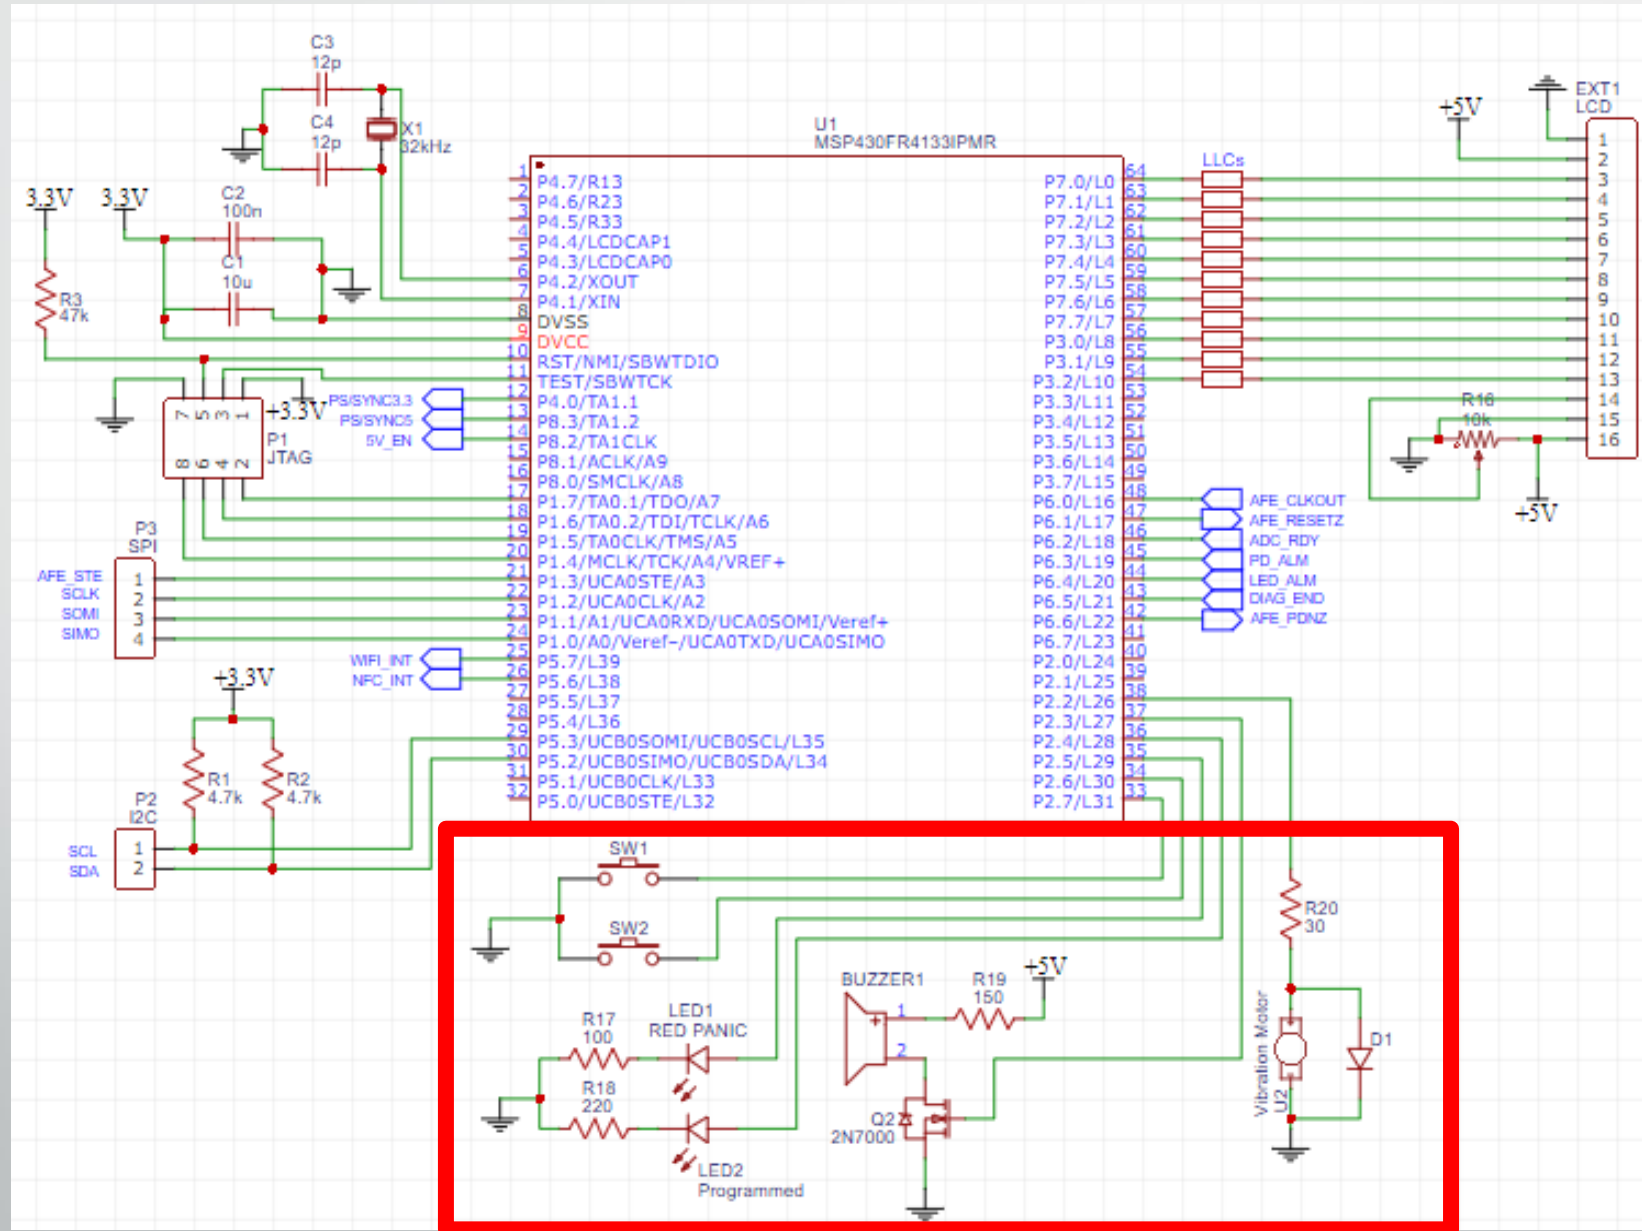 C3
12p
C4
12p
X1
32kHz
3.3V
3.3V
C2
100n
C1
10u
R3
47k
U1
MSP430FR4133IPMR
1 P4.7/R13
2 P4.6/R23
3 P4.5/R33
4 P4.4/LCDCAP1
5 P4.3/LCDCAP0
6 P4.2/XOUT
7 P4.1/XIN
8 DVSS
9 DVCC
10 RST/NMI/SBWTDIO
11 TEST/SBWTCK
12 P4.0/TA1.1
13 P8.3/TA1.2
14 P8.2/TA1CLK
15 P8.1/ACLK/A9
16 P8.0/SMCLK/A8
17 P1.7/TA0.1/TDO/A7
18 P1.6/TA0.2/TDI/TCLK/A6
19 P1.5/TA0CLK/TMS/A5
20 P1.4/MCLK/TCK/A4/VREF+
21 P1.3/UCA0STE/A3
22 P1.2/UCA0CLK/A2
23 P1.1/A1/UCA0RXD/UCA0SOMI/Veref+
24 P1.0/A0/Veref-/UCA0TXD/UCA0SIMO
25 P5.7/L39
26 P5.6/L38
27 P5.5/L37
28 P5.4/L36
29 P5.3/UCB0SOMI/UCB0SCL/L35
30 P5.2/UCB0SIMO/UCB0SDA/L34
31 P5.1/UCB0CLK/L33
32 P5.0/UCB0STE/L32
P7.0/L0 64
P7.1/L1 63
P7.2/L2 62
P7.3/L3 61
P7.4/L4 60
P7.5/L5 59
P7.6/L6 58
P7.7/L7 57
P3.0/L8 56
P3.1/L9 55
P3.2/L10 54
P3.3/L11 53
P3.4/L12 52
P3.5/L13 51
P3.6/L14 50
P3.7/L15 49
P6.0/L16 48
P6.1/L17 47
P6.2/L18 46
P6.3/L19 45
P6.4/L20 44
P6.5/L21 43
P6.6/L22 42
P6.7/L23 41
P2.0/L24 40
P2.1/L25 39
P2.2/L26 38
P2.3/L27 37
P2.4/L28 36
P2.5/L29 35
P2.6/L30 34
P2.7/L31 33
LLCs
+5V
EXT1
LCD
1
2
3
4
5
6
7
8
9
10
11
12
13
14
15
16
R16
10k
+5V
AFE_CLKOUT
AFE_RESETZ
ADC_RDY
PD_ALM
LED_ALM
DIAG_END
AFE_PDNZ
PS/SYNC3.3
PS/SYNC5
5V_EN
+3.3V
7 5 3 1
8 6 4 2
P1
JTAG
P3
SPI
AFE_STE 1
SCLK 2
SOMI 3
SIMO 4
WIFI_INT
NFC_INT
+3.3V
R1
4.7k
R2
4.7k
P2
I2C
SCL 1
SDA 2
SW1
SW2
LED1
RED PANIC
R17
100
R18
220
LED2
Programmed
BUZZER1
1
2
R19
150
+5V
Q2
2N7000
R20
30
Vibration Motor
U2
D1